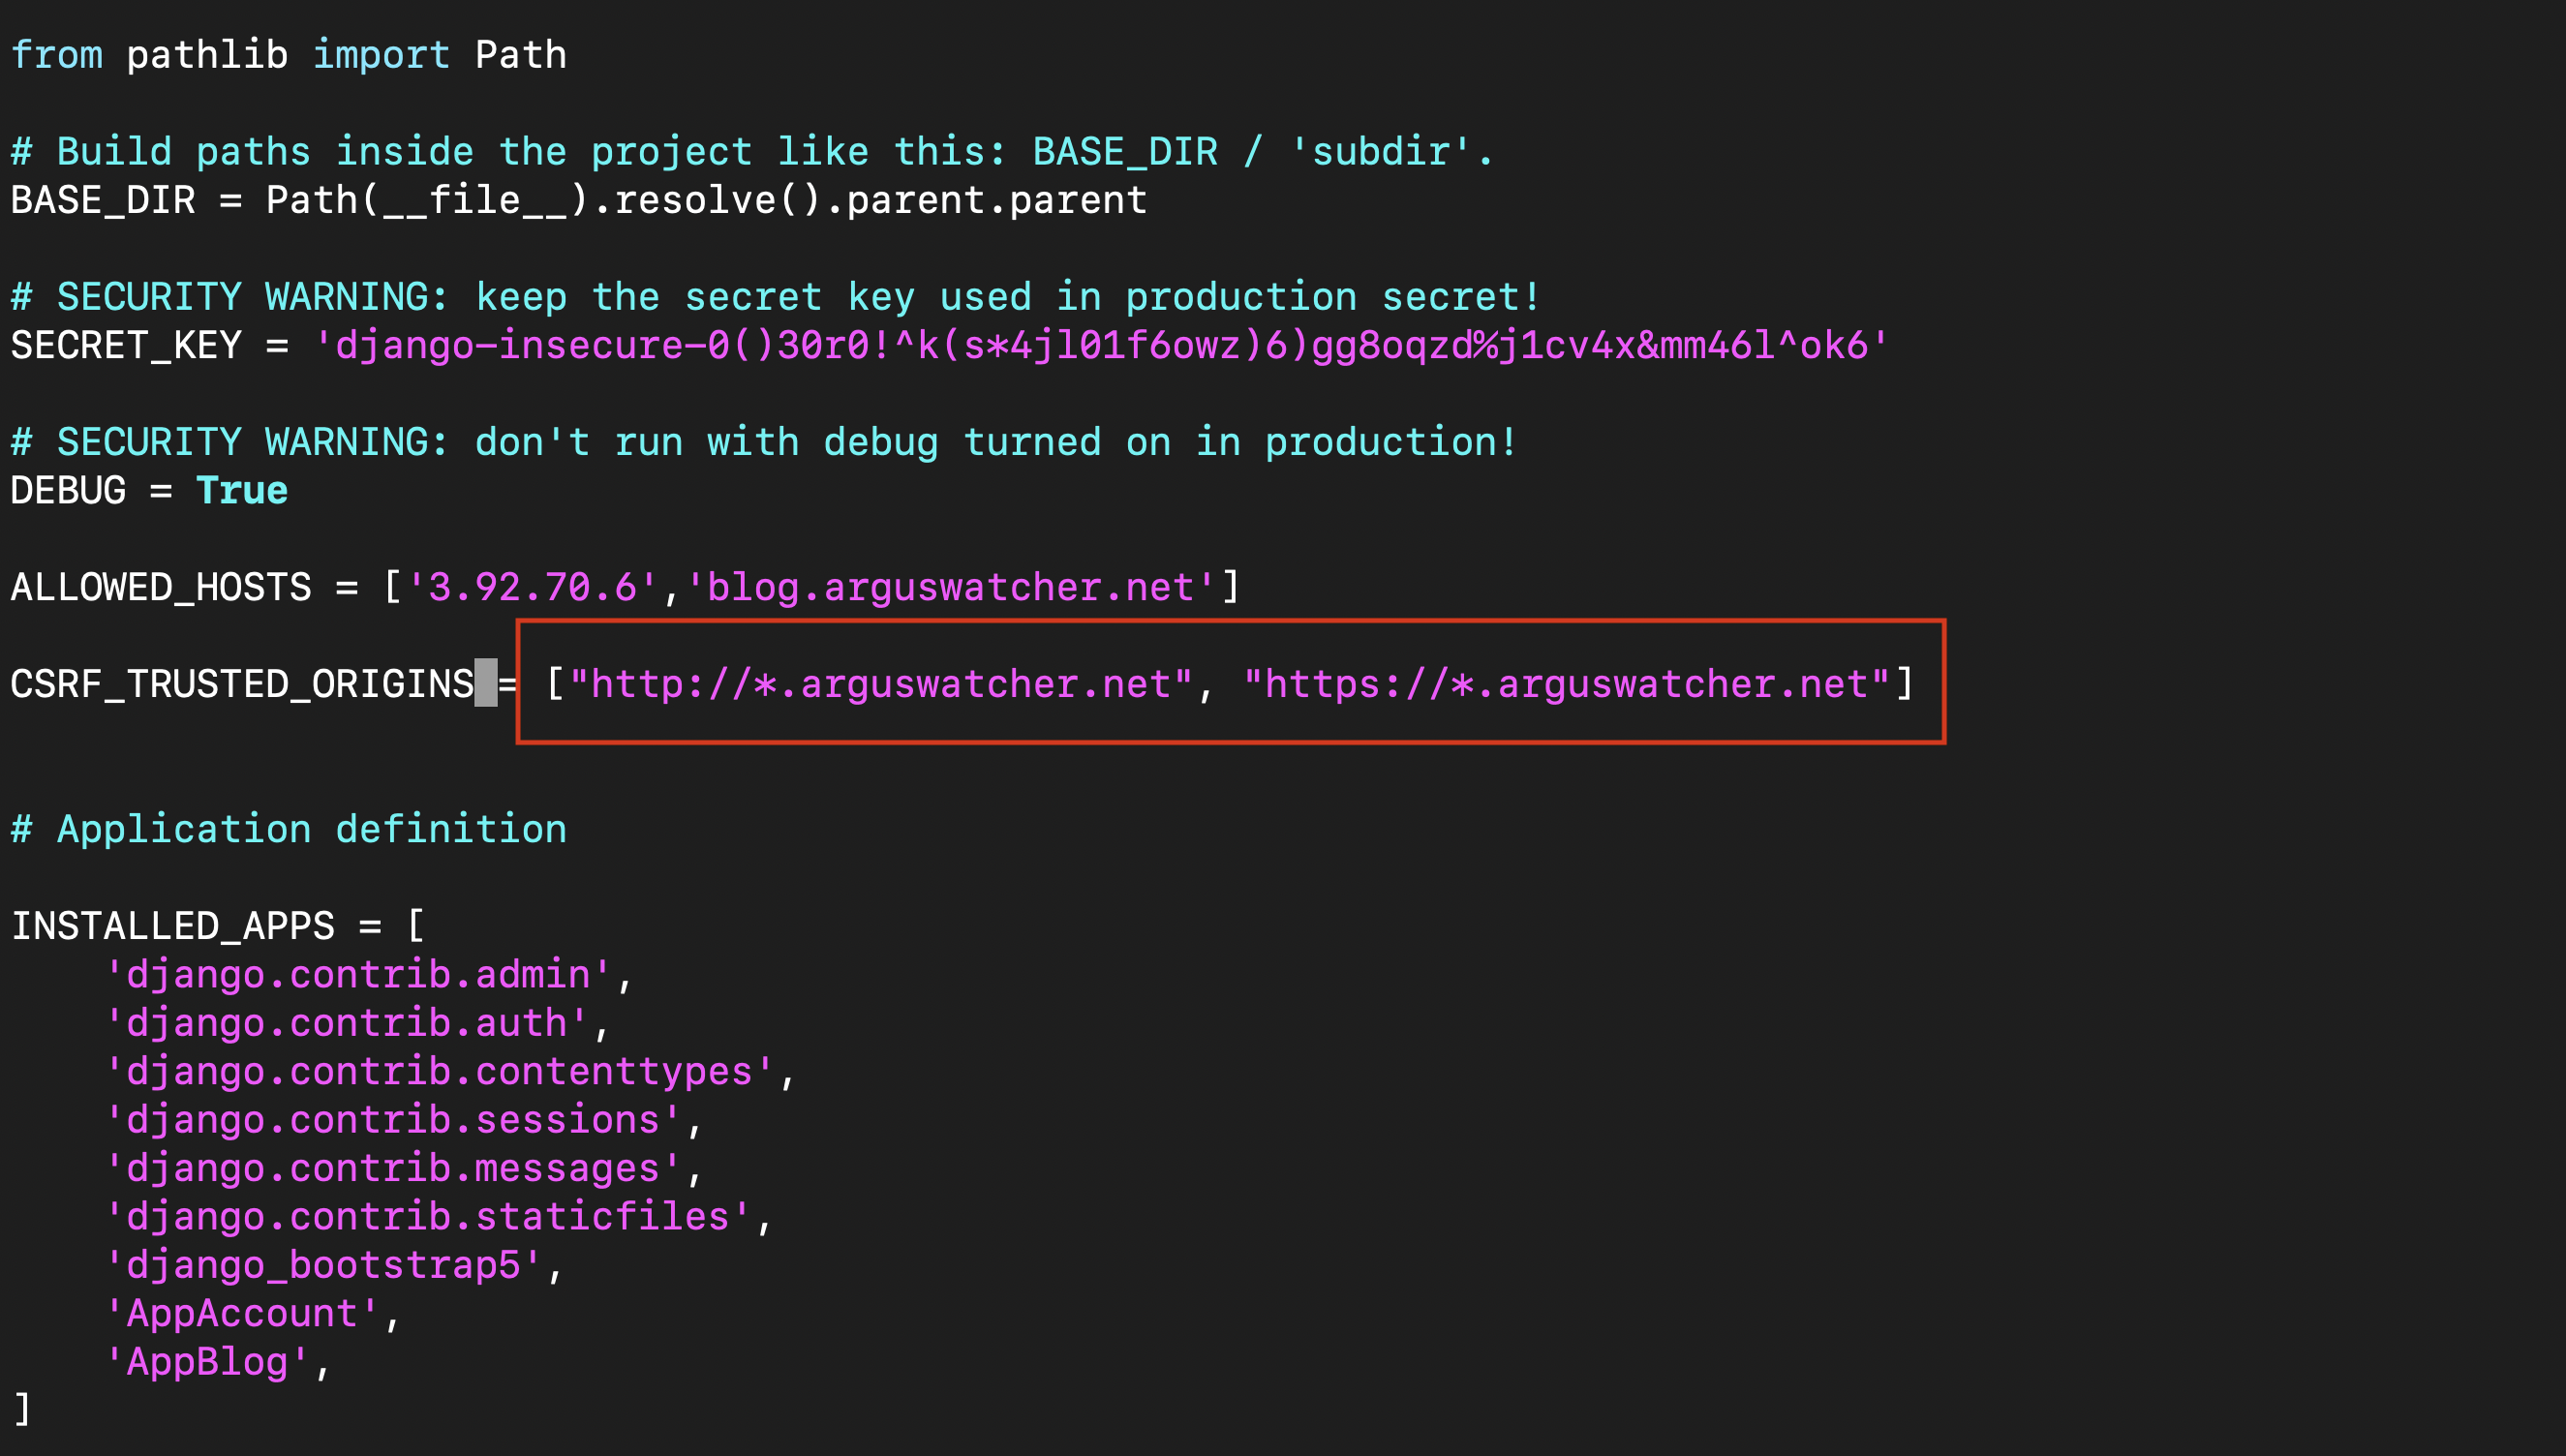 from pathlib import Path
# Build paths inside the project like this: BASE_DIR / 'subdir'.
BASE_DIR = Path(__file__).resolve().parent.parent
# SECURITY WARNING: keep the secret key used in production secret!
SECRET_KEY = 'django-insecure-0()30r0!^k(s*4jl01f6owz)6)gg8oqzd%j1cv4x&mm46l^ok6'
# SECURITY WARNING: don't run with debug turned on in production!
DEBUG = True
ALLOWED_HOSTS = ['3.92.70.6','blog.arguswatcher.net']
CSRF_TRUSTED_ORIGINS = ["http://*.arguswatcher.net", "https://*.arguswatcher.net"]
# Application definition
INSTALLED_APPS = [
    'django.contrib.admin',
    'django.contrib.auth',
    'django.contrib.contenttypes',
    'django.contrib.sessions',
    'django.contrib.messages',
    'django.contrib.staticfiles',
    'django_bootstrap5',
    'AppAccount',
    'AppBlog',
]